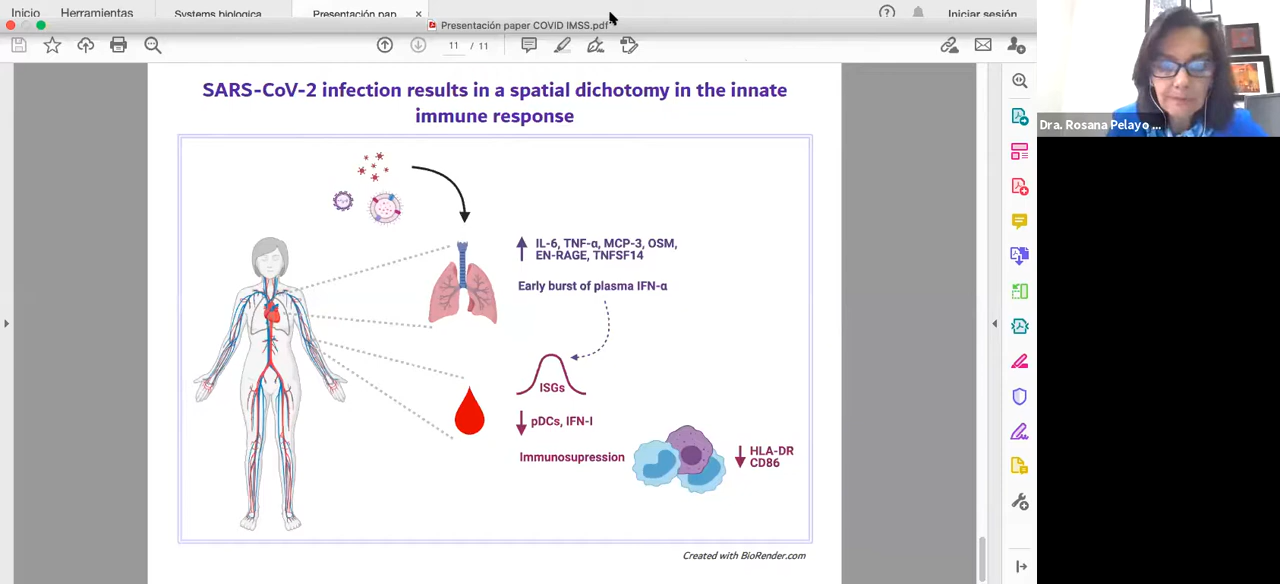 Inicio
Herramientas
Systems biologica...
Presentación pap...
×
Iniciar sesión
Presentación paper COVID IMSS.pdf
11 / 11
Dra. Rosana Pelayo ...
SARS-CoV-2 infection results in a spatial dichotomy in the innate
immune response
IL-6, TNF-α, MCP-3, OSM,
EN-RAGE, TNFSF14
Early burst of plasma IFN-α
ISGs
pDCs, IFN-I
Immunosupression
HLA-DR
CD86
Created with BioRender.com